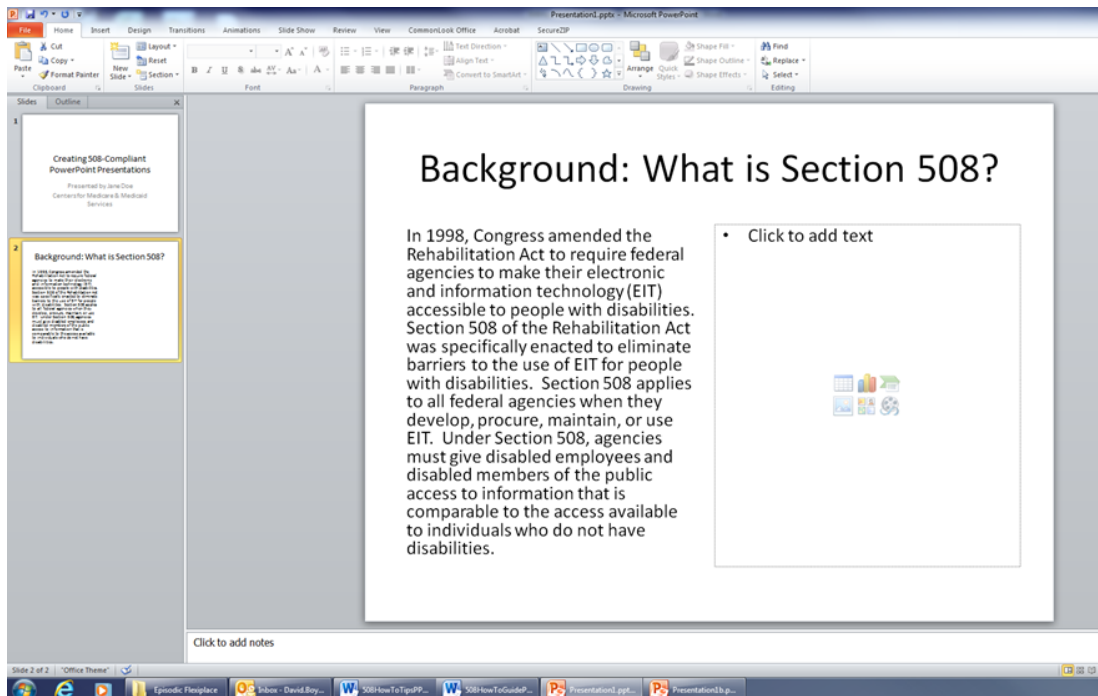 Presentation1.pptx - Microsoft PowerPoint
File Home Insert Design Transitions Animations Slide Show Review View CommonLook Office Acrobat SecureZIP
Cut
Copy
Format Painter
Paste
Clipboard
New Slide
Layout
Reset
Section
Slides
Font
Text Direction
Align Text
Convert to SmartArt
Paragraph
Arrange
Quick Styles
Shape Fill
Shape Outline
Shape Effects
Drawing
Find
Replace
Select
Editing
Slides Outline
1
Creating 508-Compliant
PowerPoint Presentations
Presented by Jane Doe
Centers for Medicare & Medicaid
Services
2
Background: What is Section 508?
Background: What is Section 508?
In 1998, Congress amended the
Rehabilitation Act to require federal
agencies to make their electronic
and information technology (EIT)
accessible to people with disabilities.
Section 508 of the Rehabilitation Act
was specifically enacted to eliminate
barriers to the use of EIT for people
with disabilities.  Section 508 applies
to all federal agencies when they
develop, procure, maintain, or use
EIT.  Under Section 508, agencies
must give disabled employees and
disabled members of the public
access to information that is
comparable to the access available
to individuals who do not have
disabilities.
• Click to add text
Click to add notes
Slide 2 of 2 "Office Theme"
Episodic Flexiplace
Inbox - David.Boy...
508HowToTipsPP...
508HowToGuideP...
Presentation1.ppt...
Presentation1b.p...